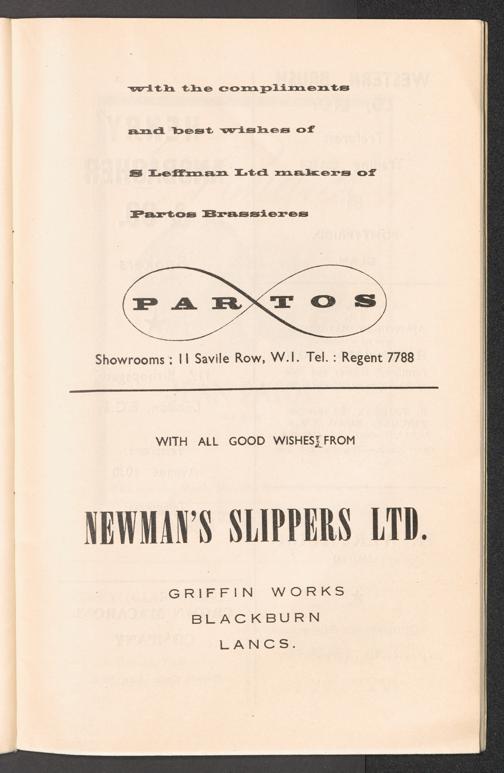 with the compliments
and best wishes of
S Leffman Ltd makers of
Partos Brassieres
PARTOS
Showrooms ; 11 Savile Row, W.1. Tel. : Regent 7788
WITH ALL GOOD WISHES FROM
NEWMAN'S SLIPPERS LTD.
GRIFFIN WORKS
BLACKBURN
LANCS.